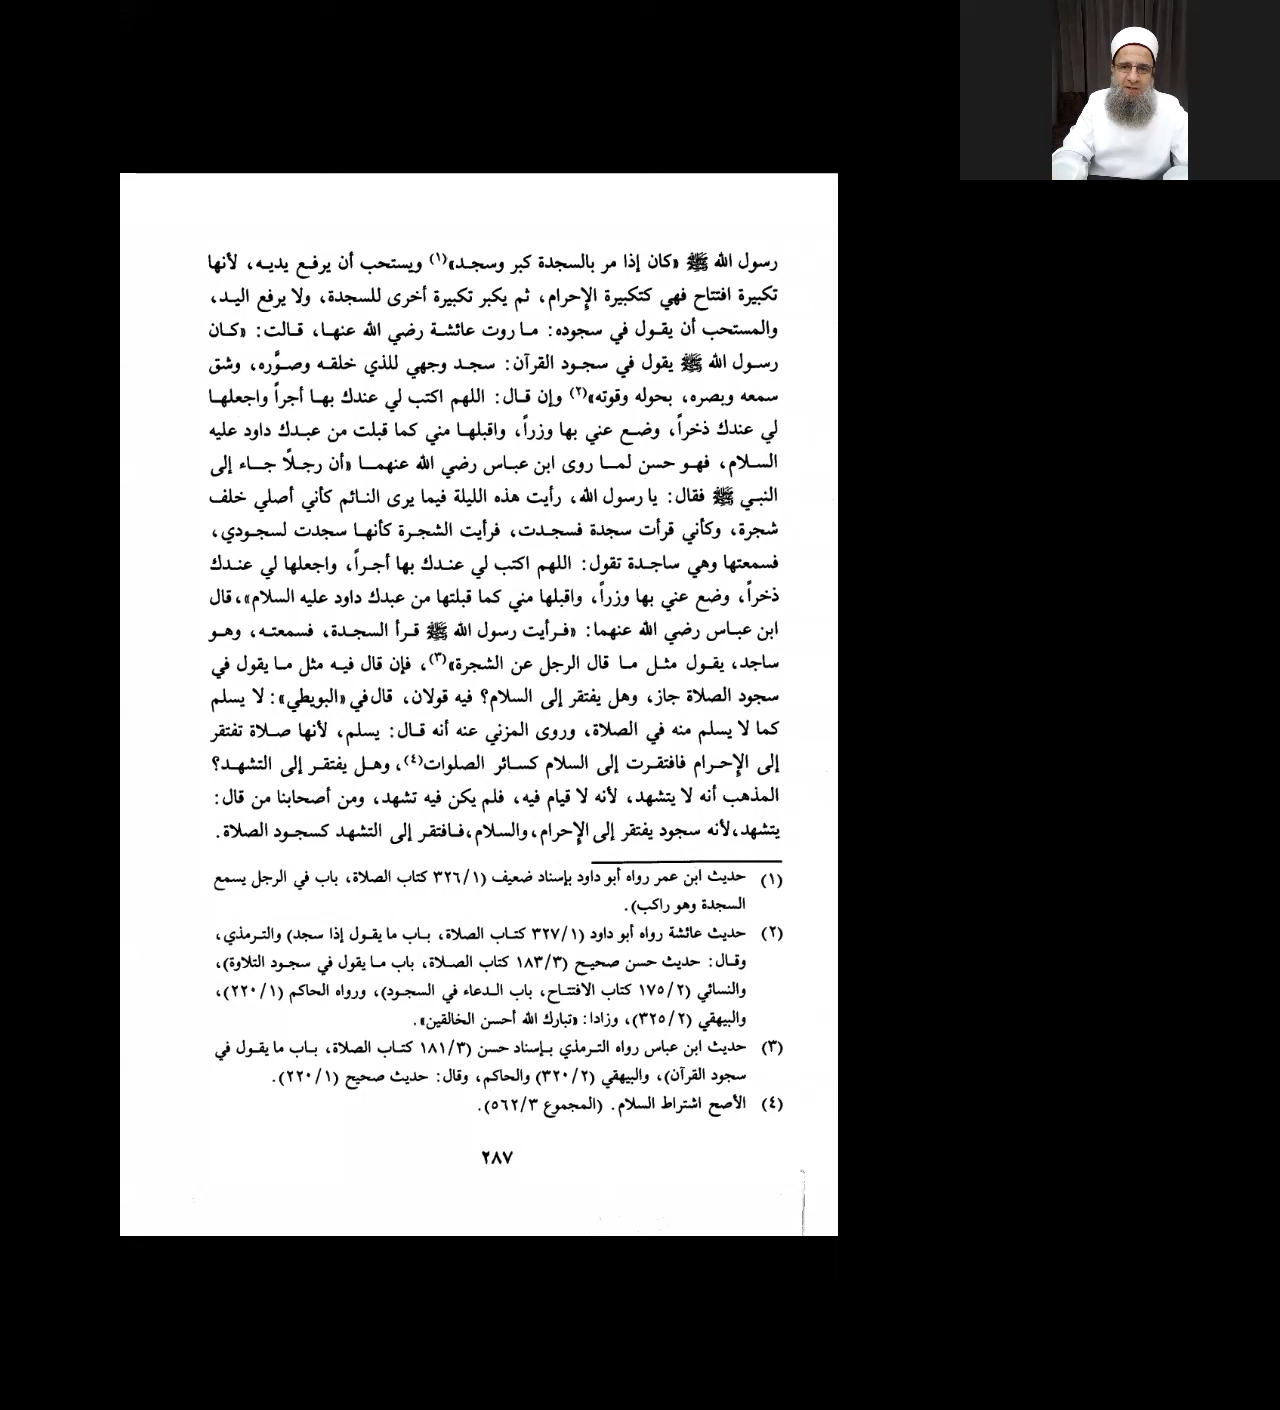 رسول الله ﷺ «كان إذا مر بالسجدة كبر وسجد»(١) ويستحب أن يرفع يديه، لأنها
تكبيرة افتتاح فهي كتكبيرة الإحرام، ثم يكبر تكبيرة أخرى للسجدة، ولا يرفع اليد،
والمستحب أن يقول في سجوده: ما روت عائشة رضي الله عنها، قالت: «كان
رسول الله ﷺ يقول في سجود القرآن: سجد وجهي للذي خلقه وصوَّره، وشق
سمعه وبصره، بحوله وقوته»(٢) وإن قال: اللهم اكتب لي عندك بها أجراً واجعلها
لي عندك ذخراً، وضع عني بها وزراً، واقبلها مني كما قبلت من عبدك داود عليه
السلام، فهو حسن لما روى ابن عباس رضي الله عنهما «أن رجلًا جاء إلى
النبي ﷺ فقال: يا رسول الله، رأيت هذه الليلة فيما يرى النائم كأني أصلي خلف
شجرة، وكأني قرأت سجدة فسجدت، فرأيت الشجرة كأنها سجدت لسجودي،
فسمعتها وهي ساجدة تقول: اللهم اكتب لي عندك بها أجراً، واجعلها لي عندك
ذخراً، وضع عني بها وزراً، واقبلها مني كما قبلتها من عبدك داود عليه السلام»، قال
ابن عباس رضي الله عنهما: «فرأيت رسول الله ﷺ قرأ السجدة، فسمعته، وهو
ساجد، يقول مثل ما قال الرجل عن الشجرة»(٣)، فإن قال فيه مثل ما يقول في
سجود الصلاة جاز، وهل يفتقر إلى السلام؟ فيه قولان، قال في «البويطي»: لا يسلم
كما لا يسلم منه في الصلاة، وروى المزني عنه أنه قال: يسلم، لأنها صلاة تفتقر
إلى الإحرام فافتقرت إلى السلام كسائر الصلوات(٤)، وهل يفتقر إلى التشهد؟
المذهب أنه لا يتشهد، لأنه لا قيام فيه، فلم يكن فيه تشهد، ومن أصحابنا من قال:
يتشهد، لأنه سجود يفتقر إلى الإحرام، والسلام، فافتقر إلى التشهد كسجود الصلاة.
(١) حديث ابن عمر رواه أبو داود بإسناد ضعيف (٣٢٦/١ كتاب الصلاة، باب في الرجل يسمع
السجدة وهو راكب).
(٢) حديث عائشة رواه أبو داود (٣٢٧/١ كتاب الصلاة، باب ما يقول إذا سجد) والترمذي،
وقال: حديث حسن صحيح (١٨٣/٣ كتاب الصلاة، باب ما يقول في سجود التلاوة)،
والنسائي (١٧٥/٢ كتاب الافتتاح، باب الدعاء في السجود)، ورواه الحاكم (٢٢٠/١)،
والبيهقي (٣٢٥/٢)، وزادا: «تبارك الله أحسن الخالقين».
(٣) حديث ابن عباس رواه الترمذي بإسناد حسن (١٨١/٣ كتاب الصلاة، باب ما يقول في
سجود القرآن)، والبيهقي (٣٢٠/٢) والحاكم، وقال: حديث صحيح (٢٢٠/١).
(٤) الأصح اشتراط السلام. (المجموع ٥٦٢/٣).
٢٨٧